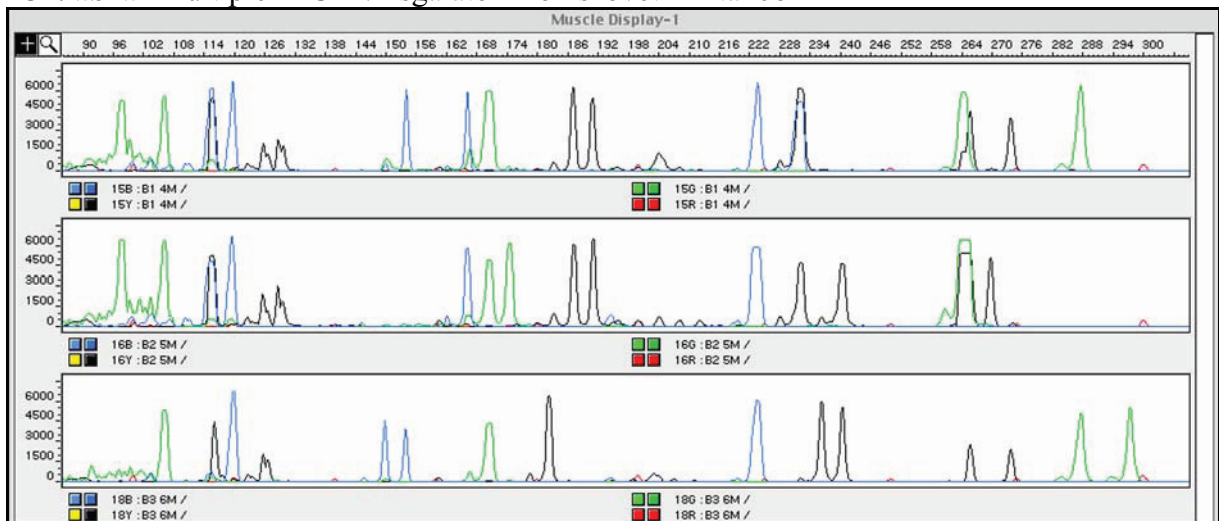 Muscle Display-1
90 96 102 108 114 120 126 132 138 144 150 156 162 168 174 180 186 192 198 204 210 216 222 228 234 240 246 252 258 264 270 276 282 288 294 300
6000
4500
3000
1500
0
15B : B1 4M / 15G : B1 4M /
15Y : B1 4M / 15R : B1 4M /
6000
4500
3000
1500
0
16B : B2 5M / 16G : B2 5M /
16Y : B2 5M / 16R : B2 5M /
6000
4500
3000
1500
0
18B : B3 6M / 18G : B3 6M /
18Y : B3 6M / 18R : B3 6M /